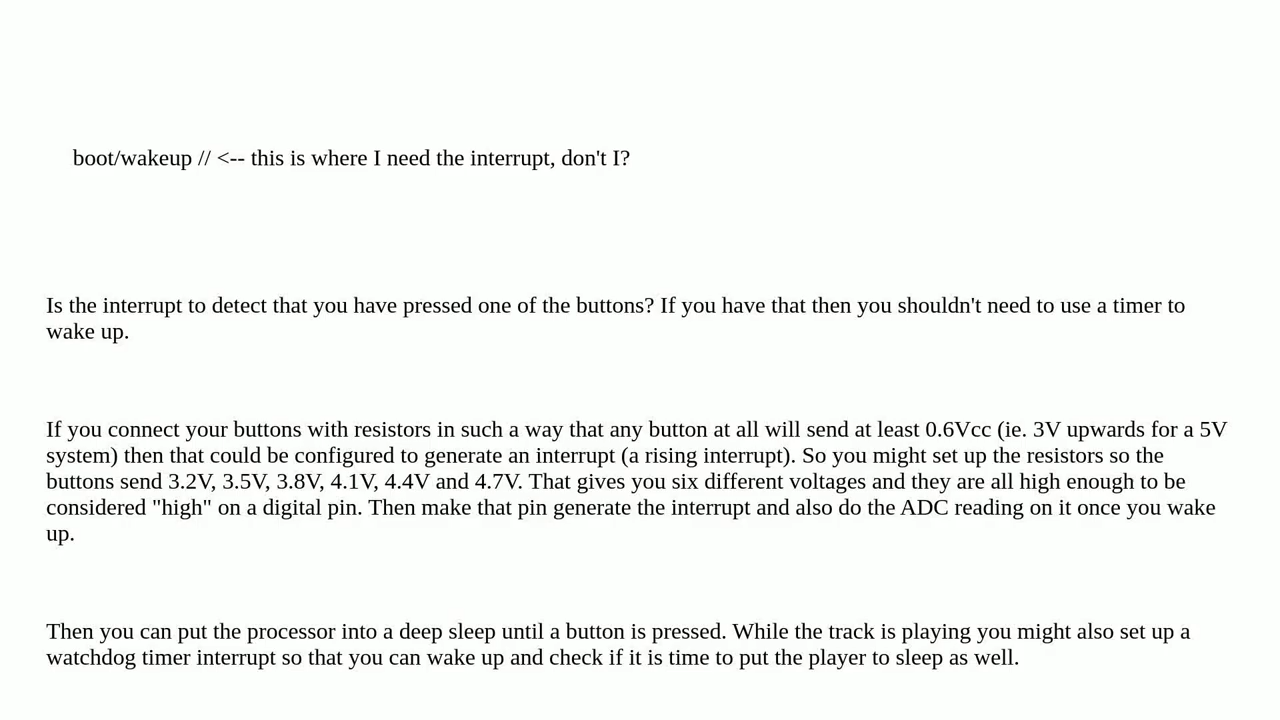 boot/wakeup // <-- this is where I need the interrupt, don't I?
Is the interrupt to detect that you have pressed one of the buttons? If you have that then you shouldn't need to use a timer to
wake up.
If you connect your buttons with resistors in such a way that any button at all will send at least 0.6Vcc (ie. 3V upwards for a 5V
system) then that could be configured to generate an interrupt (a rising interrupt). So you might set up the resistors so the
buttons send 3.2V, 3.5V, 3.8V, 4.1V, 4.4V and 4.7V. That gives you six different voltages and they are all high enough to be
considered "high" on a digital pin. Then make that pin generate the interrupt and also do the ADC reading on it once you wake
up.
Then you can put the processor into a deep sleep until a button is pressed. While the track is playing you might also set up a
watchdog timer interrupt so that you can wake up and check if it is time to put the player to sleep as well.